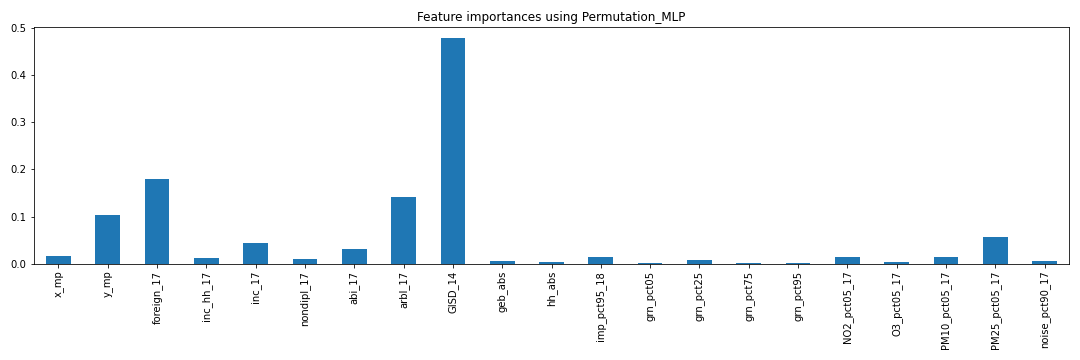 Feature importances using Permutation_MLP
0.5
0.4
0.3
0.2
0.1
0.0
x_mp
y_mp
foreign_17
inc_hh_17
inc_17
nondipl_17
abi_17
arbl_17
GISD_14
geb_abs
hh_abs
imp_pct95_18
grn_pct05
grn_pct25
grn_pct75
grn_pct95
NO2_pct05_17
O3_pct05_17
PM10_pct05_17
PM25_pct05_17
noise_pct90_17